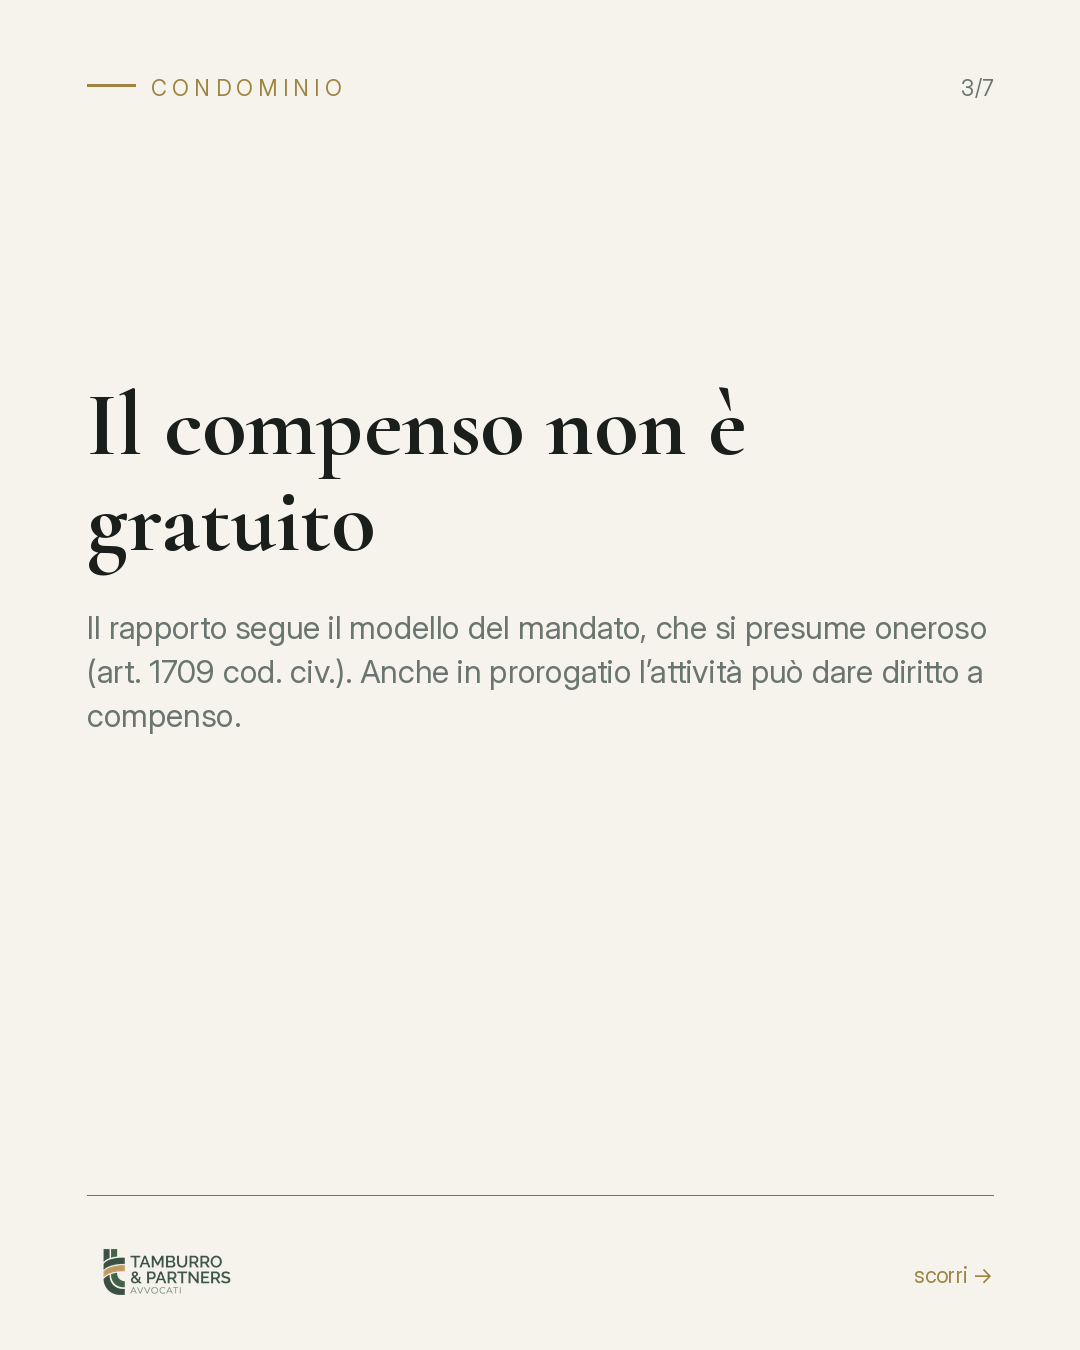 CONDOMINIO
3/7
Il compenso non è
gratuito
Il rapporto segue il modello del mandato, che si presume oneroso
(art. 1709 cod. civ.). Anche in prorogatio l’attività può dare diritto a
compenso.
TAMBURRO
& PARTNERS
AVVOCATI
scorri →